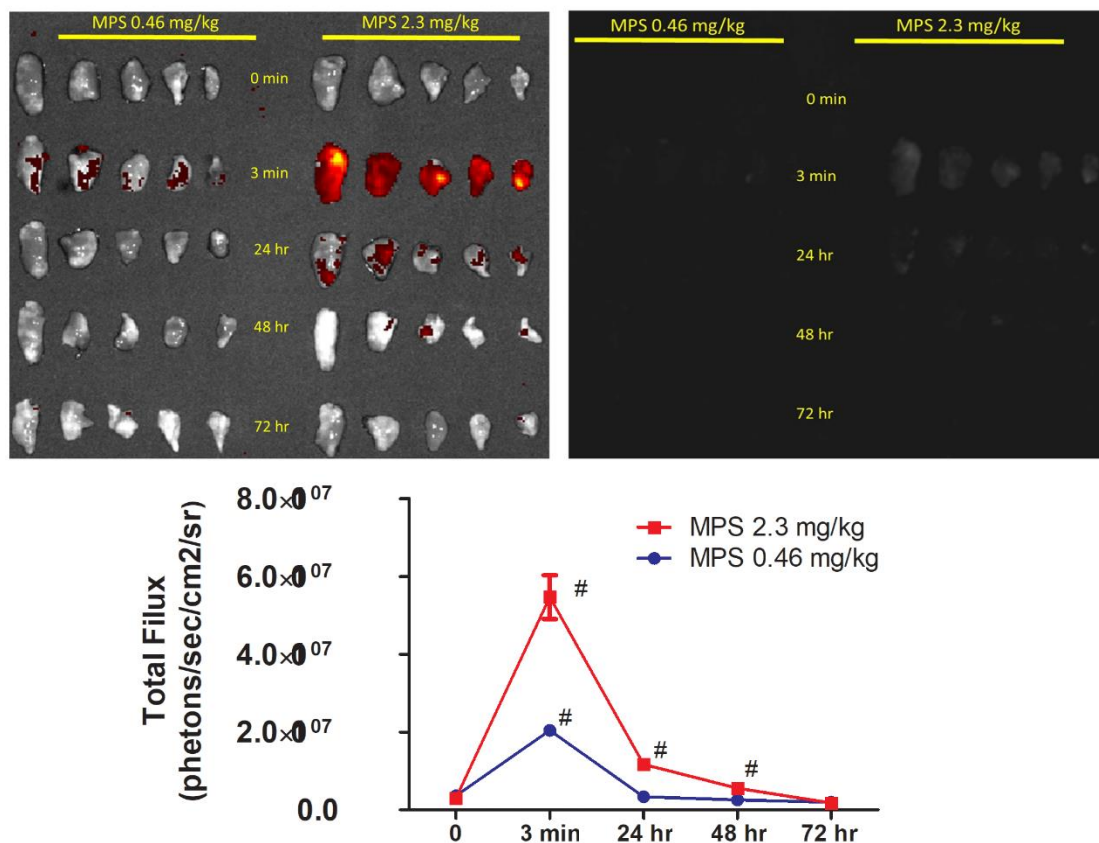 MPS 0.46 mg/kg
MPS 2.3 mg/kg
0 min
3 min
24 hr
48 hr
72 hr
MPS 0.46 mg/kg
MPS 2.3 mg/kg
0 min
3 min
24 hr
48 hr
72 hr
Total Filux
(phetons/sec/cm2/sr)
8.0×10 07
6.0×10 07
4.0×10 07
2.0×10 07
0.0
MPS 2.3 mg/kg
MPS 0.46 mg/kg
#
#
#
#
0
3 min
24 hr
48 hr
72 hr